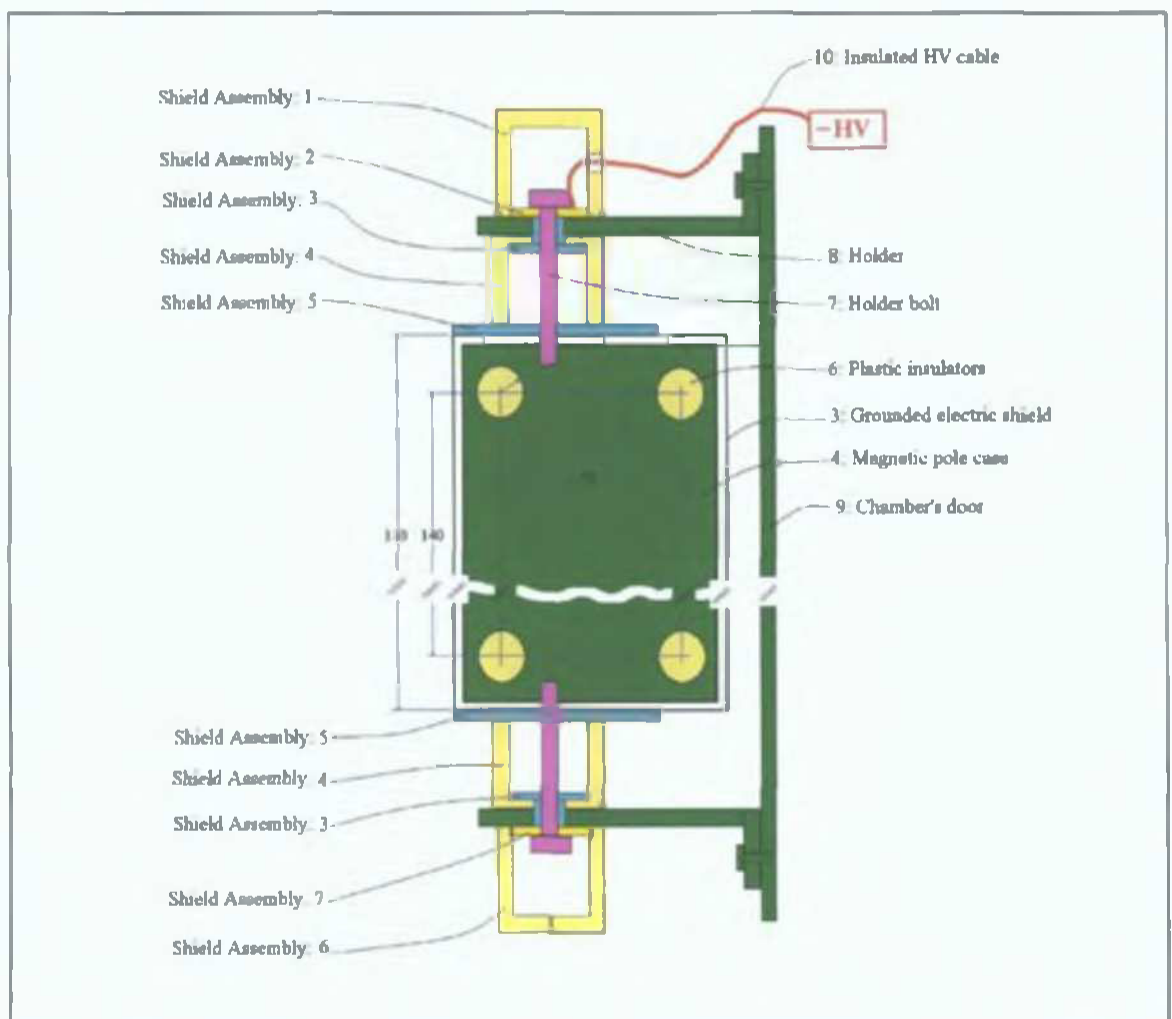 10: Insulated HV cable
Shield Assembly: 1
−HV
Shield Assembly: 2
Shield Assembly: 3
Shield Assembly: 4
8: Holder
Shield Assembly: 5
7: Holder bolt
6: Plastic insulators
3: Grounded electric shield
4: Magnetic pole case
9: Chamber's door
140
Shield Assembly: 5
Shield Assembly: 4
Shield Assembly: 3
Shield Assembly: 7
Shield Assembly: 6